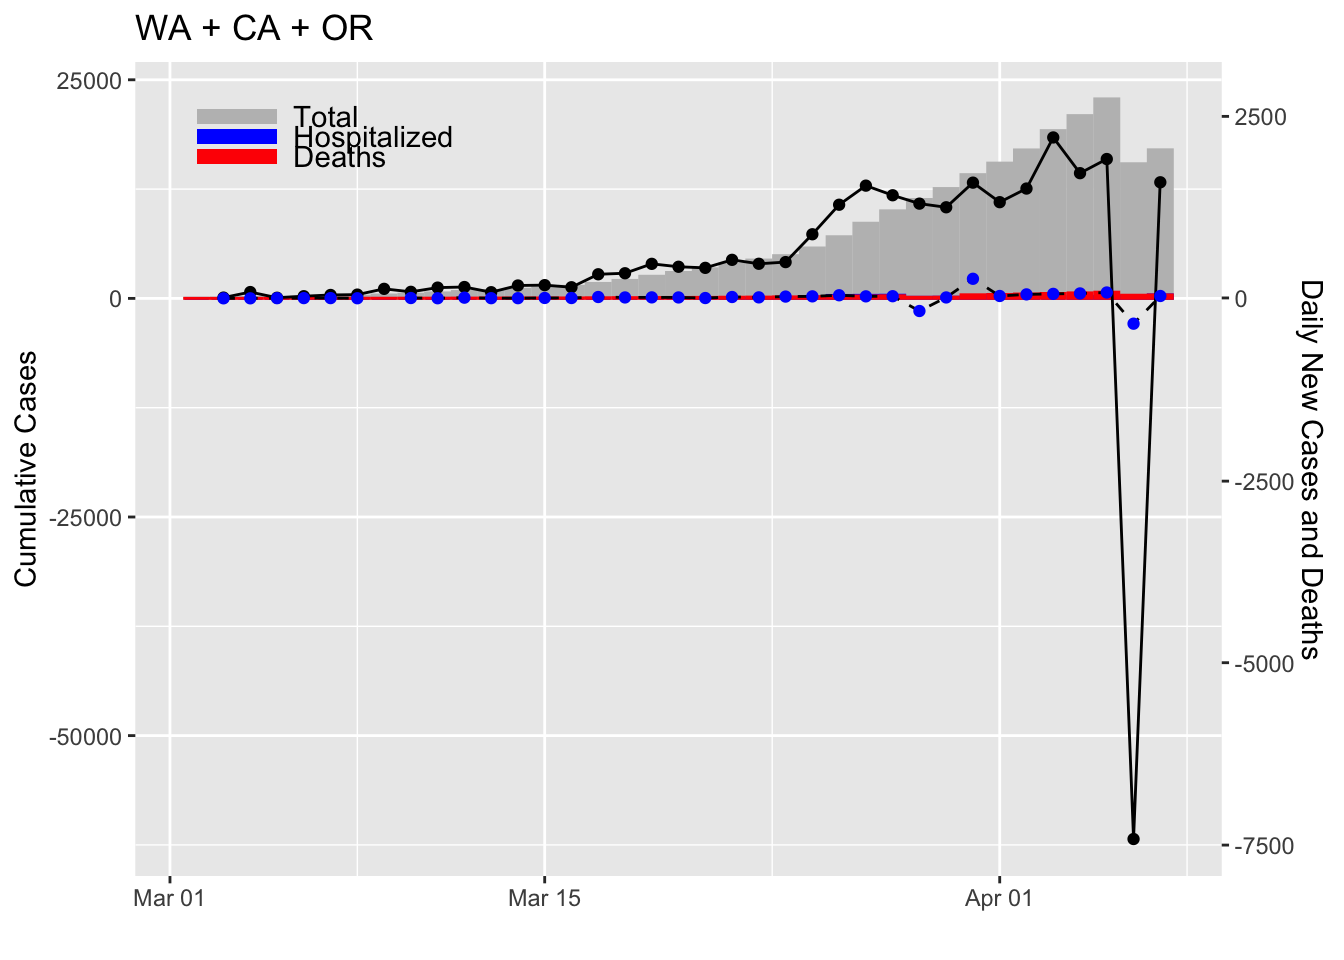 WA + CA + OR
Total
Hospitalized
Deaths
25000
0
-25000
-50000
Cumulative Cases
2500
0
-2500
-5000
-7500
Daily New Cases and Deaths
Mar 01
Mar 15
Apr 01